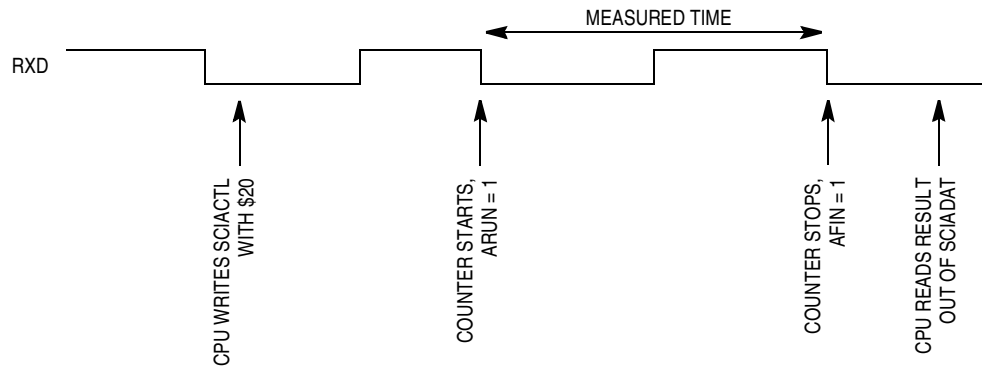 MEASURED TIME
RXD
CPU WRITES SCIACTL
WITH $20
COUNTER STARTS,
ARUN = 1
COUNTER STOPS,
AFIN = 1
CPU READS RESULT
OUT OF SCIADAT